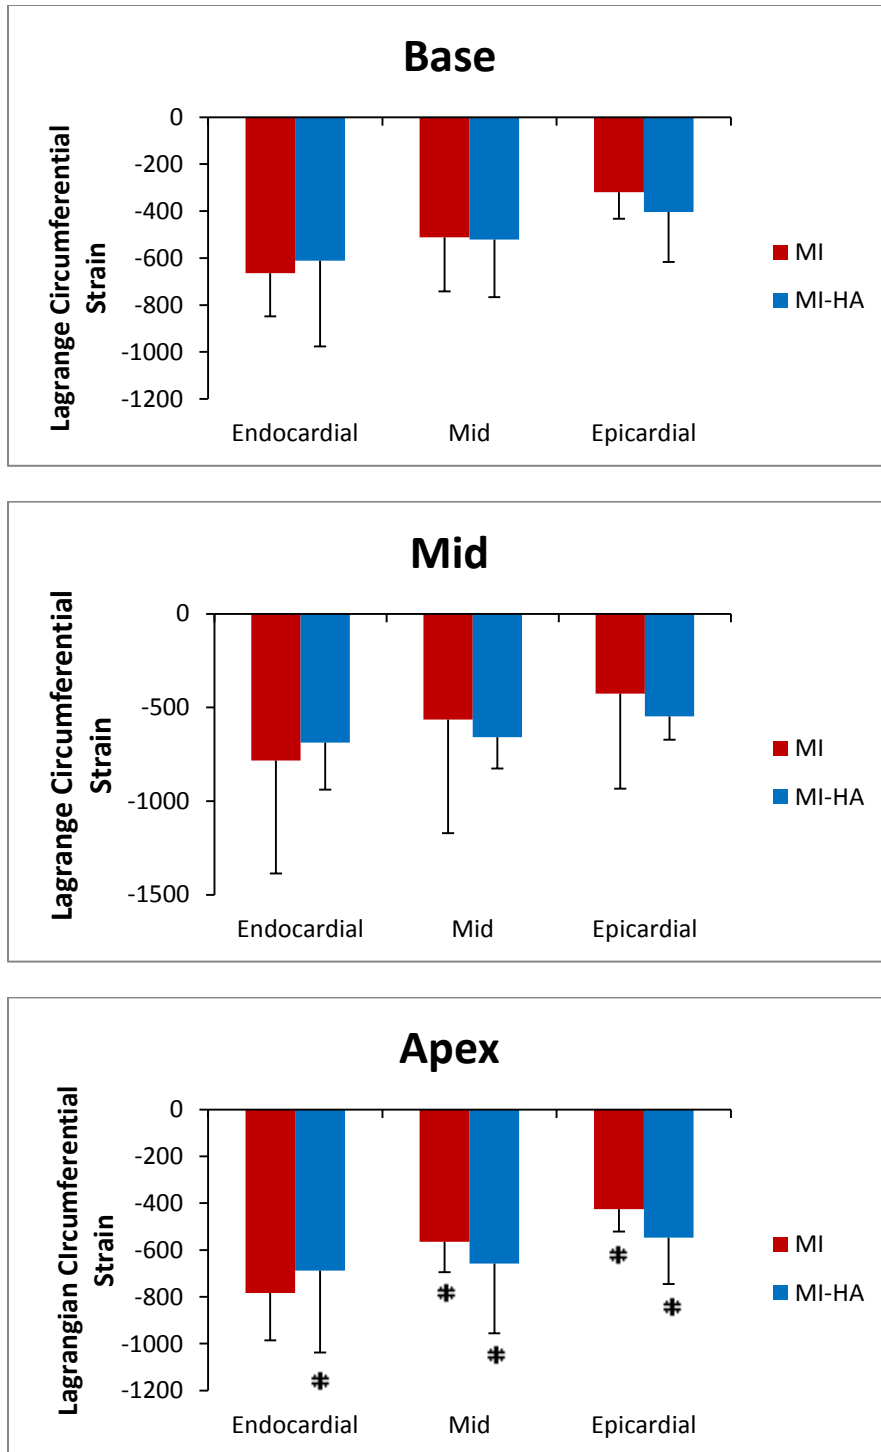 Base
0
-200
-400
-600
-800
-1000
-1200
Lagrange Circumferential
Strain
Endocardial Mid Epicardial
MI
MI-HA
Mid
0
-500
-1000
-1500
Lagrange Circumferential
Strain
Endocardial Mid Epicardial
MI
MI-HA
Apex
0
-200
-400
-600
-800
-1000
-1200
Lagrangian CIrcumferential
Strain
Endocardial Mid Epicardial
MI
MI-HA